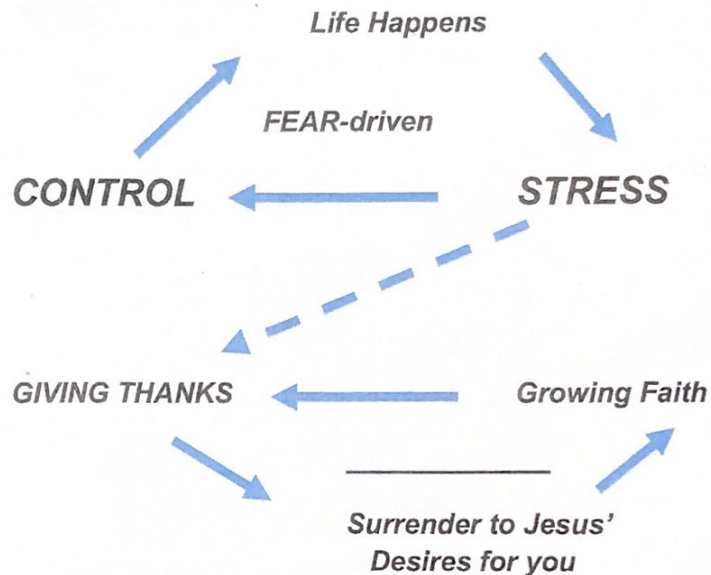 Life Happens
FEAR-driven
CONTROL
STRESS
GIVING THANKS
Growing Faith
Surrender to Jesus'
Desires for you